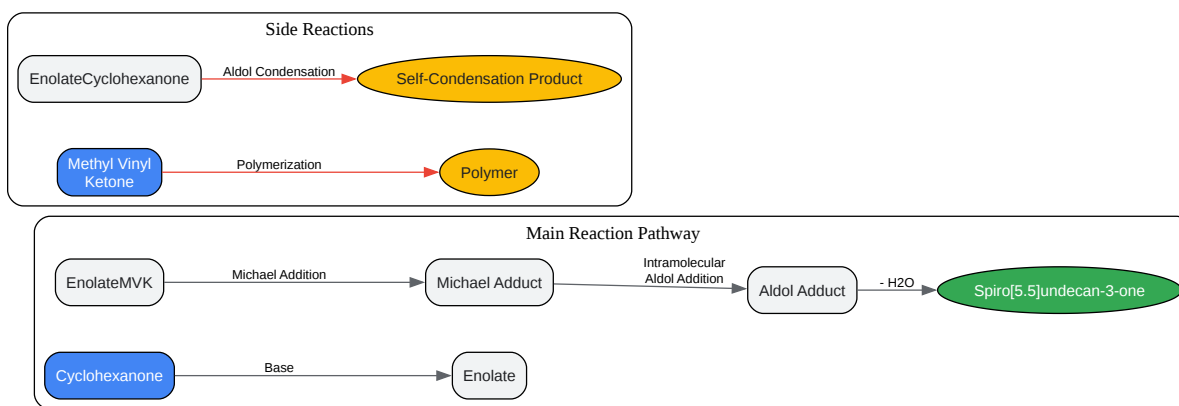 Side Reactions
EnolateCyclohexanone
Aldol Condensation
Self-Condensation Product
Methyl Vinyl
Ketone
Polymerization
Polymer
Main Reaction Pathway
EnolateMVK
Michael Addition
Michael Adduct
Intramolecular
Aldol Addition
Aldol Adduct
- H2O
Spiro[5.5]undecan-3-one
Cyclohexanone
Base
Enolate